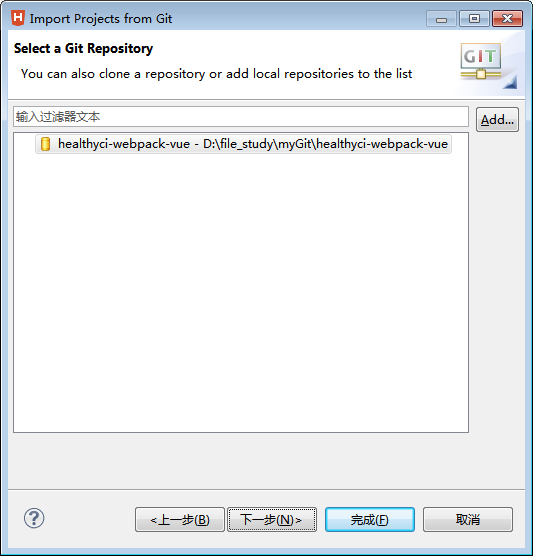 Import Projects from Git
Select a Git Repository
You can also clone a repository or add local repositories to the list
GIT
输入过滤器文本
Add...
healthyci-webpack-vue - D:\file_study\myGit\healthyci-webpack-vue
<上一步(B)
下一步(N)>
完成(F)
取消